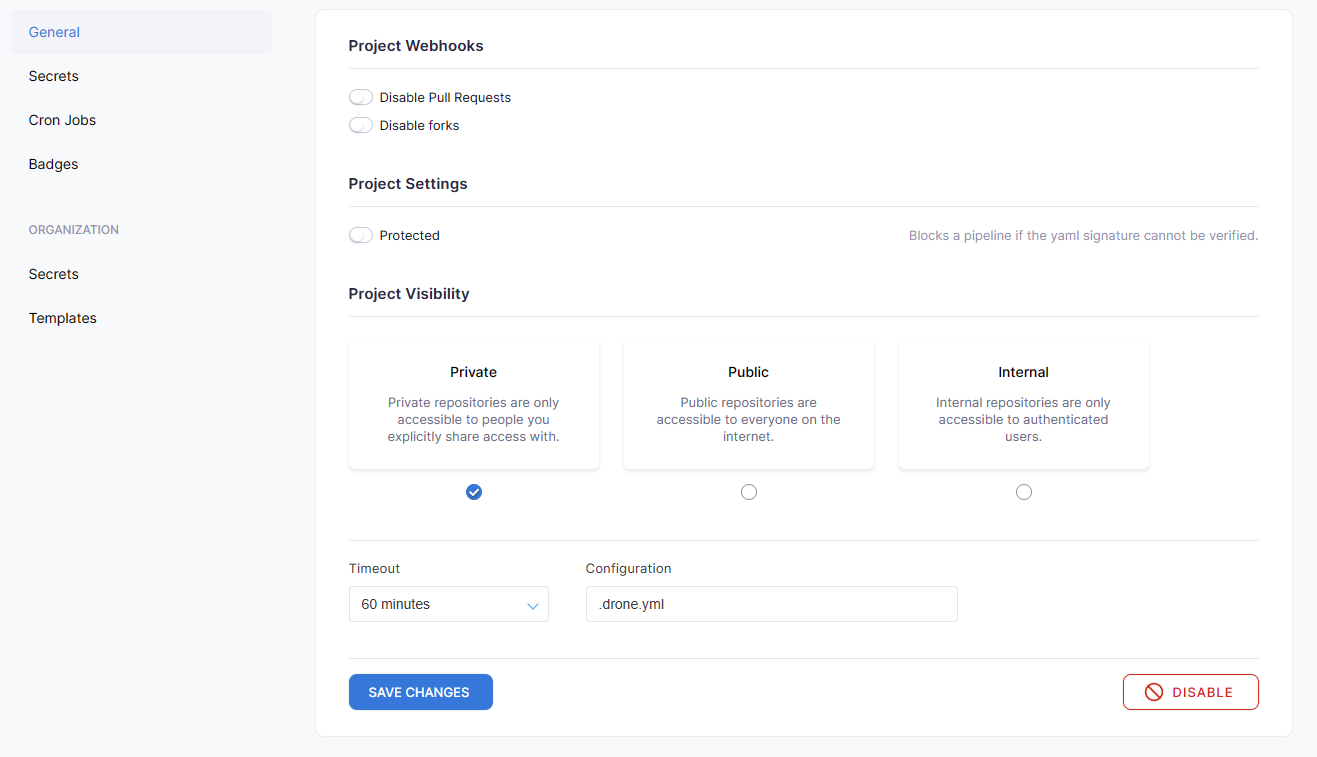 General
Secrets
Cron Jobs
Badges
ORGANIZATION
Secrets
Templates
Project Webhooks
Disable Pull Requests
Disable forks
Project Settings
Protected
Blocks a pipeline if the yaml signature cannot be verified.
Project Visibility
Private
Private repositories are only
accessible to people you
explicitly share access with.
Public
Public repositories are
accessible to everyone on the
internet.
Internal
Internal repositories are only
accessible to authenticated
users.
Timeout
60 minutes
Configuration
.drone.yml
SAVE CHANGES
DISABLE